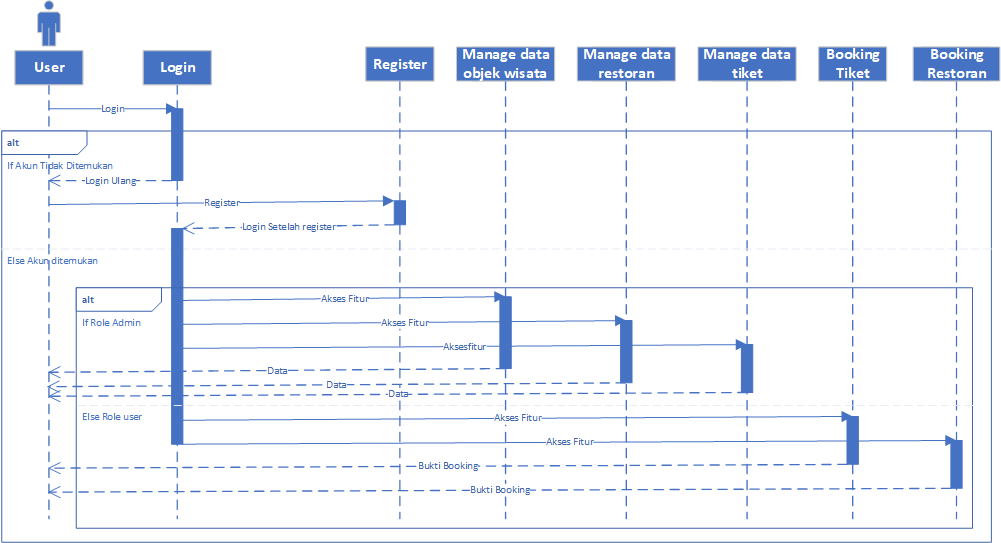 User
Login
Register
Manage data
objek wisata
Manage data
restoran
Manage data
tiket
Booking
Tiket
Booking
Restoran
Login
alt
If Akun Tidak Ditemukan
Login Ulang
Register
Login Setelah register
Else Akun ditemukan
alt
Akses Fitur
If Role Admin
Akses Fitur
Aksesfitur
Data
Data
Data
Else Role user
Akses Fitur
Akses Fitur
Bukti Booking
Bukti Booking